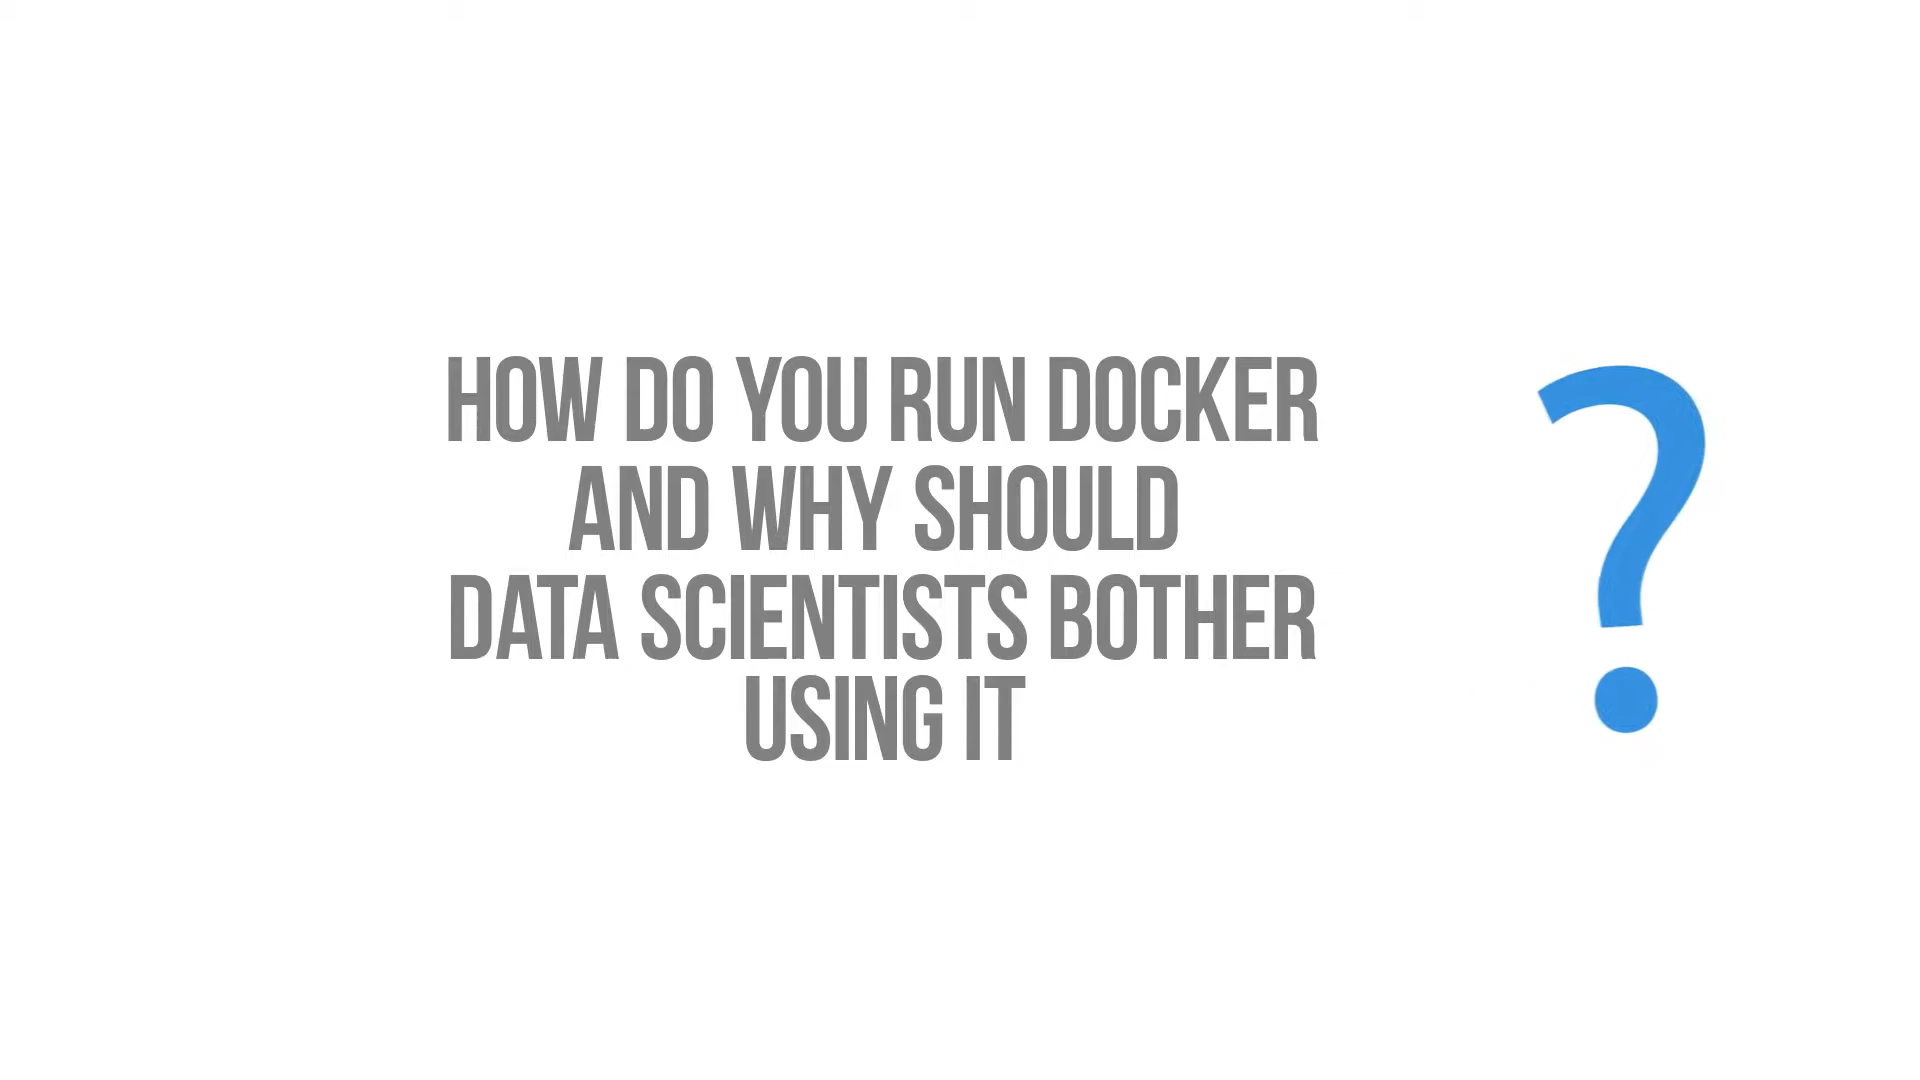 HOW DO YOU RUN DOCKER
AND WHY SHOULD
DATA SCIENTISTS BOTHER
USING IT
?